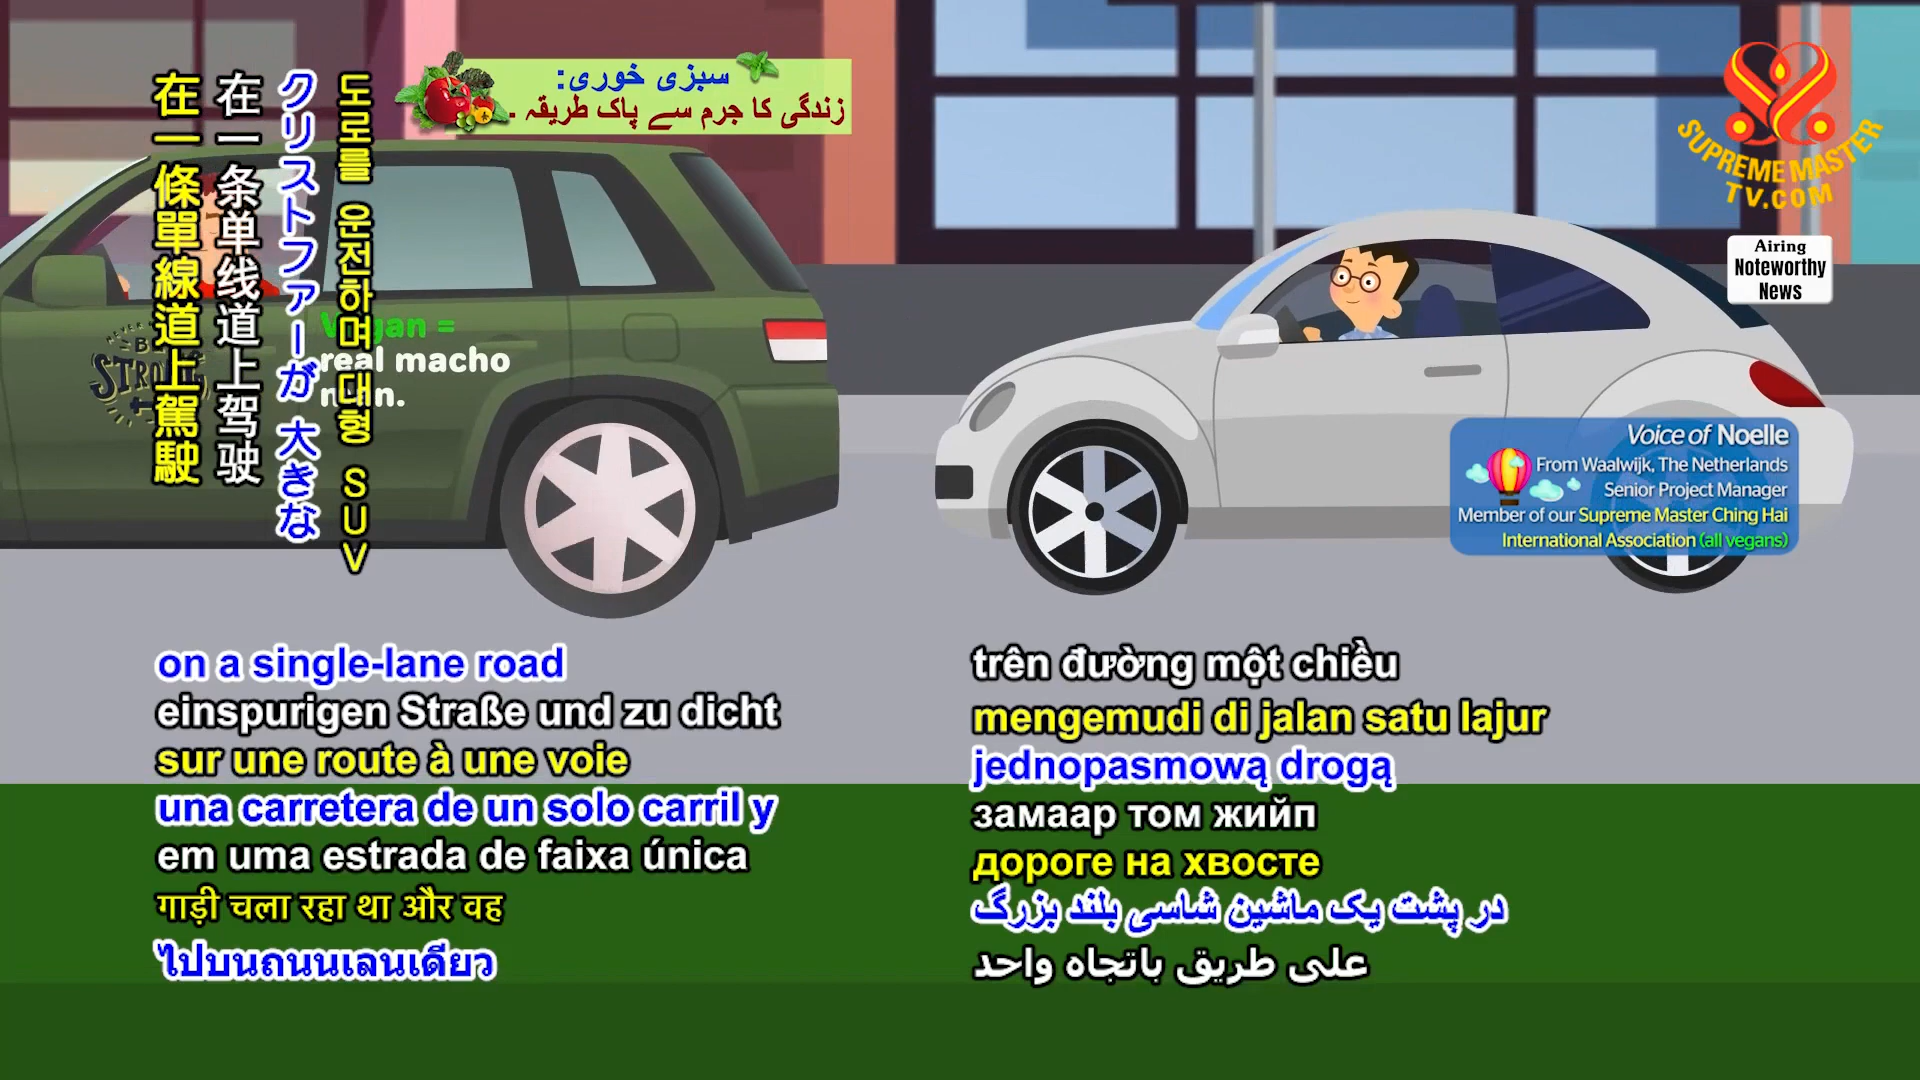 在一條單線道上駕駛
在一条单线道上驾驶
クリストファーが 大きな
도로를 운전하며 대형 SUV
سبزی خوری:
زندگی کا جرم سے پاک طریقہ .
SUPREME MASTER
TV.COM
Airing
Noteworthy
News
Vegan =
real macho
man.
Voice of Noelle
From Waalwijk, The Netherlands
Senior Project Manager
Member of our Supreme Master Ching Hai
International Association (all vegans)
on a single-lane road
einspurigen Straße und zu dicht
sur une route à une voie
una carretera de un solo carril y
em uma estrada de faixa única
गाड़ी चला रहा था और वह
ไปบนถนนเลนเดียว
trên đường một chiều
mengemudi di jalan satu lajur
jednopasmową drogą
замаар том жийп
дороге на хвосте
در پشت یک ماشین شاسی بلند بزرگ
على طريق باتجاه واحد